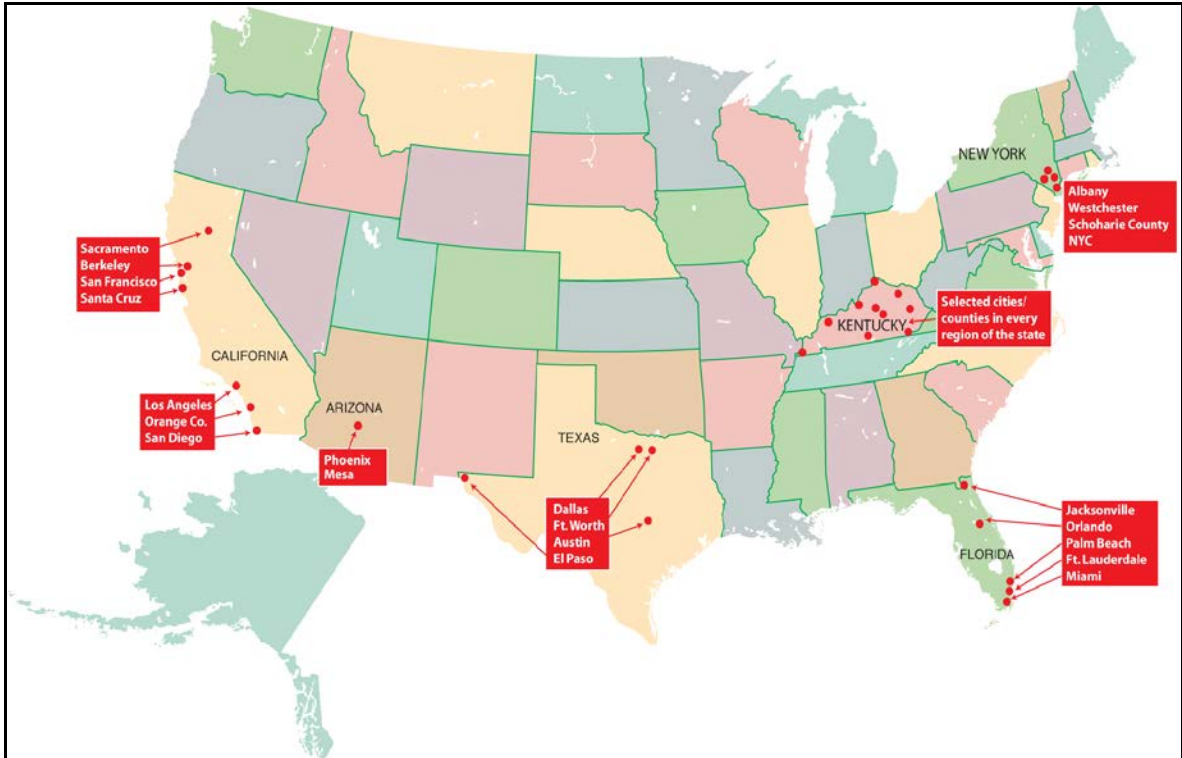 NEW YORK
Albany
Westchester
Schoharie County
NYC
Sacramento
Berkeley
San Francisco
Santa Cruz
Selected cities/
counties in every
region of the state
KENTUCKY
CALIFORNIA
Los Angeles
Orange Co.
San Diego
ARIZONA
Phoenix
Mesa
TEXAS
Dallas
Ft. Worth
Austin
El Paso
Jacksonville
Orlando
Palm Beach
Ft. Lauderdale
Miami
FLORIDA